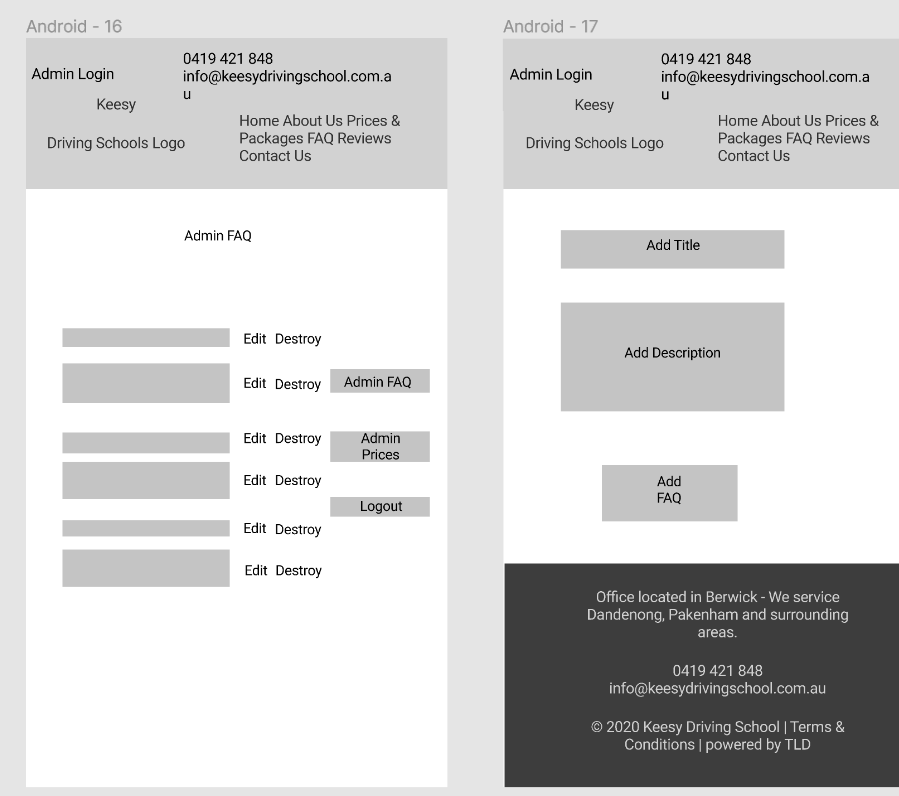 Android - 16
Admin Login
0419 421 848
info@keesydrivingschool.com.a
u
Keesy
Driving Schools Logo
Home About Us Prices &
Packages FAQ Reviews
Contact Us
Admin FAQ
Edit Destroy
Edit Destroy
Admin FAQ
Edit Destroy
Admin
Prices
Edit Destroy
Logout
Edit Destroy
Edit Destroy
Android - 17
Admin Login
0419 421 848
info@keesydrivingschool.com.a
u
Keesy
Driving Schools Logo
Home About Us Prices &
Packages FAQ Reviews
Contact Us
Add Title
Add Description
Add
FAQ
Office located in Berwick - We service
Dandenong, Pakenham and surrounding
areas.
0419 421 848
info@keesydrivingschool.com.au
© 2020 Keesy Driving School | Terms &
Conditions | powered by TLD